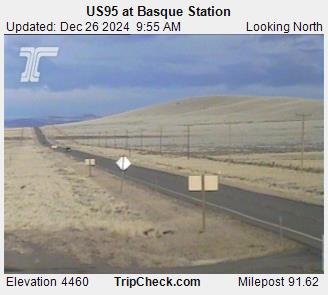 US95 at Basque Station
Updated: Dec 26 2024 9:55 AM Looking North
Elevation 4460 TripCheck.com Milepost 91.62